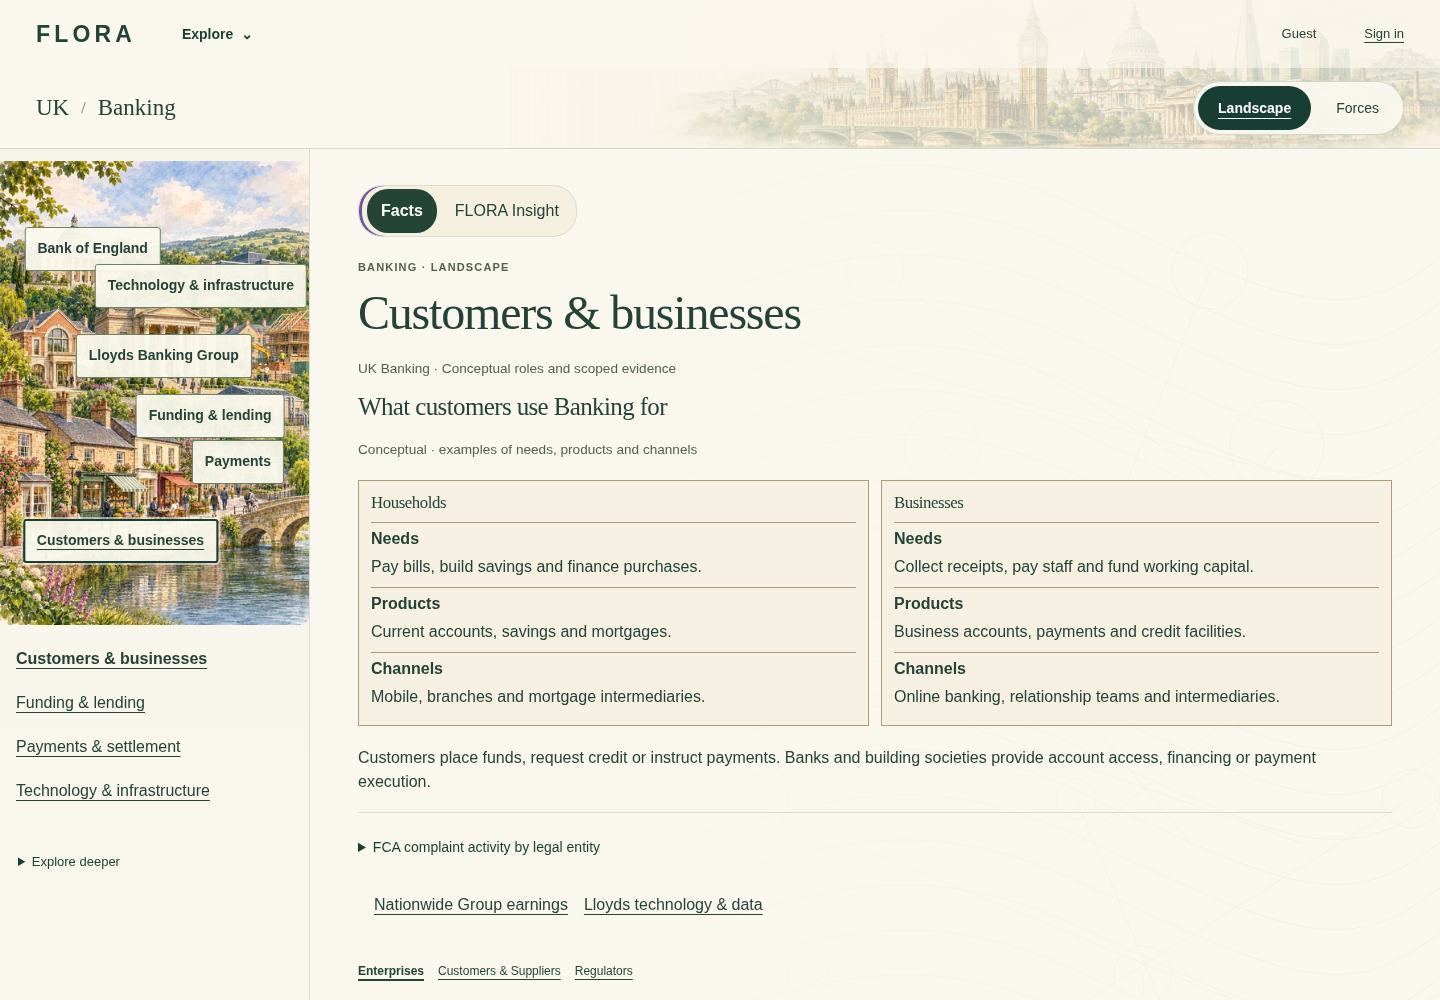 FLORA
Explore
Guest
Sign in
UK / Banking
Landscape
Forces
Bank of England
Technology & infrastructure
Lloyds Banking Group
Funding & lending
Payments
Customers & businesses
Customers & businesses
Funding & lending
Payments & settlement
Technology & infrastructure
Explore deeper
Facts
FLORA Insight
BANKING · LANDSCAPE
Customers & businesses
UK Banking · Conceptual roles and scoped evidence
What customers use Banking for
Conceptual · examples of needs, products and channels
Households
Needs
Pay bills, build savings and finance purchases.
Products
Current accounts, savings and mortgages.
Channels
Mobile, branches and mortgage intermediaries.
Businesses
Needs
Collect receipts, pay staff and fund working capital.
Products
Business accounts, payments and credit facilities.
Channels
Online banking, relationship teams and intermediaries.
Customers place funds, request credit or instruct payments. Banks and building societies provide account access, financing or payment
execution.
FCA complaint activity by legal entity
Nationwide Group earnings
Lloyds technology & data
Enterprises
Customers & Suppliers
Regulators